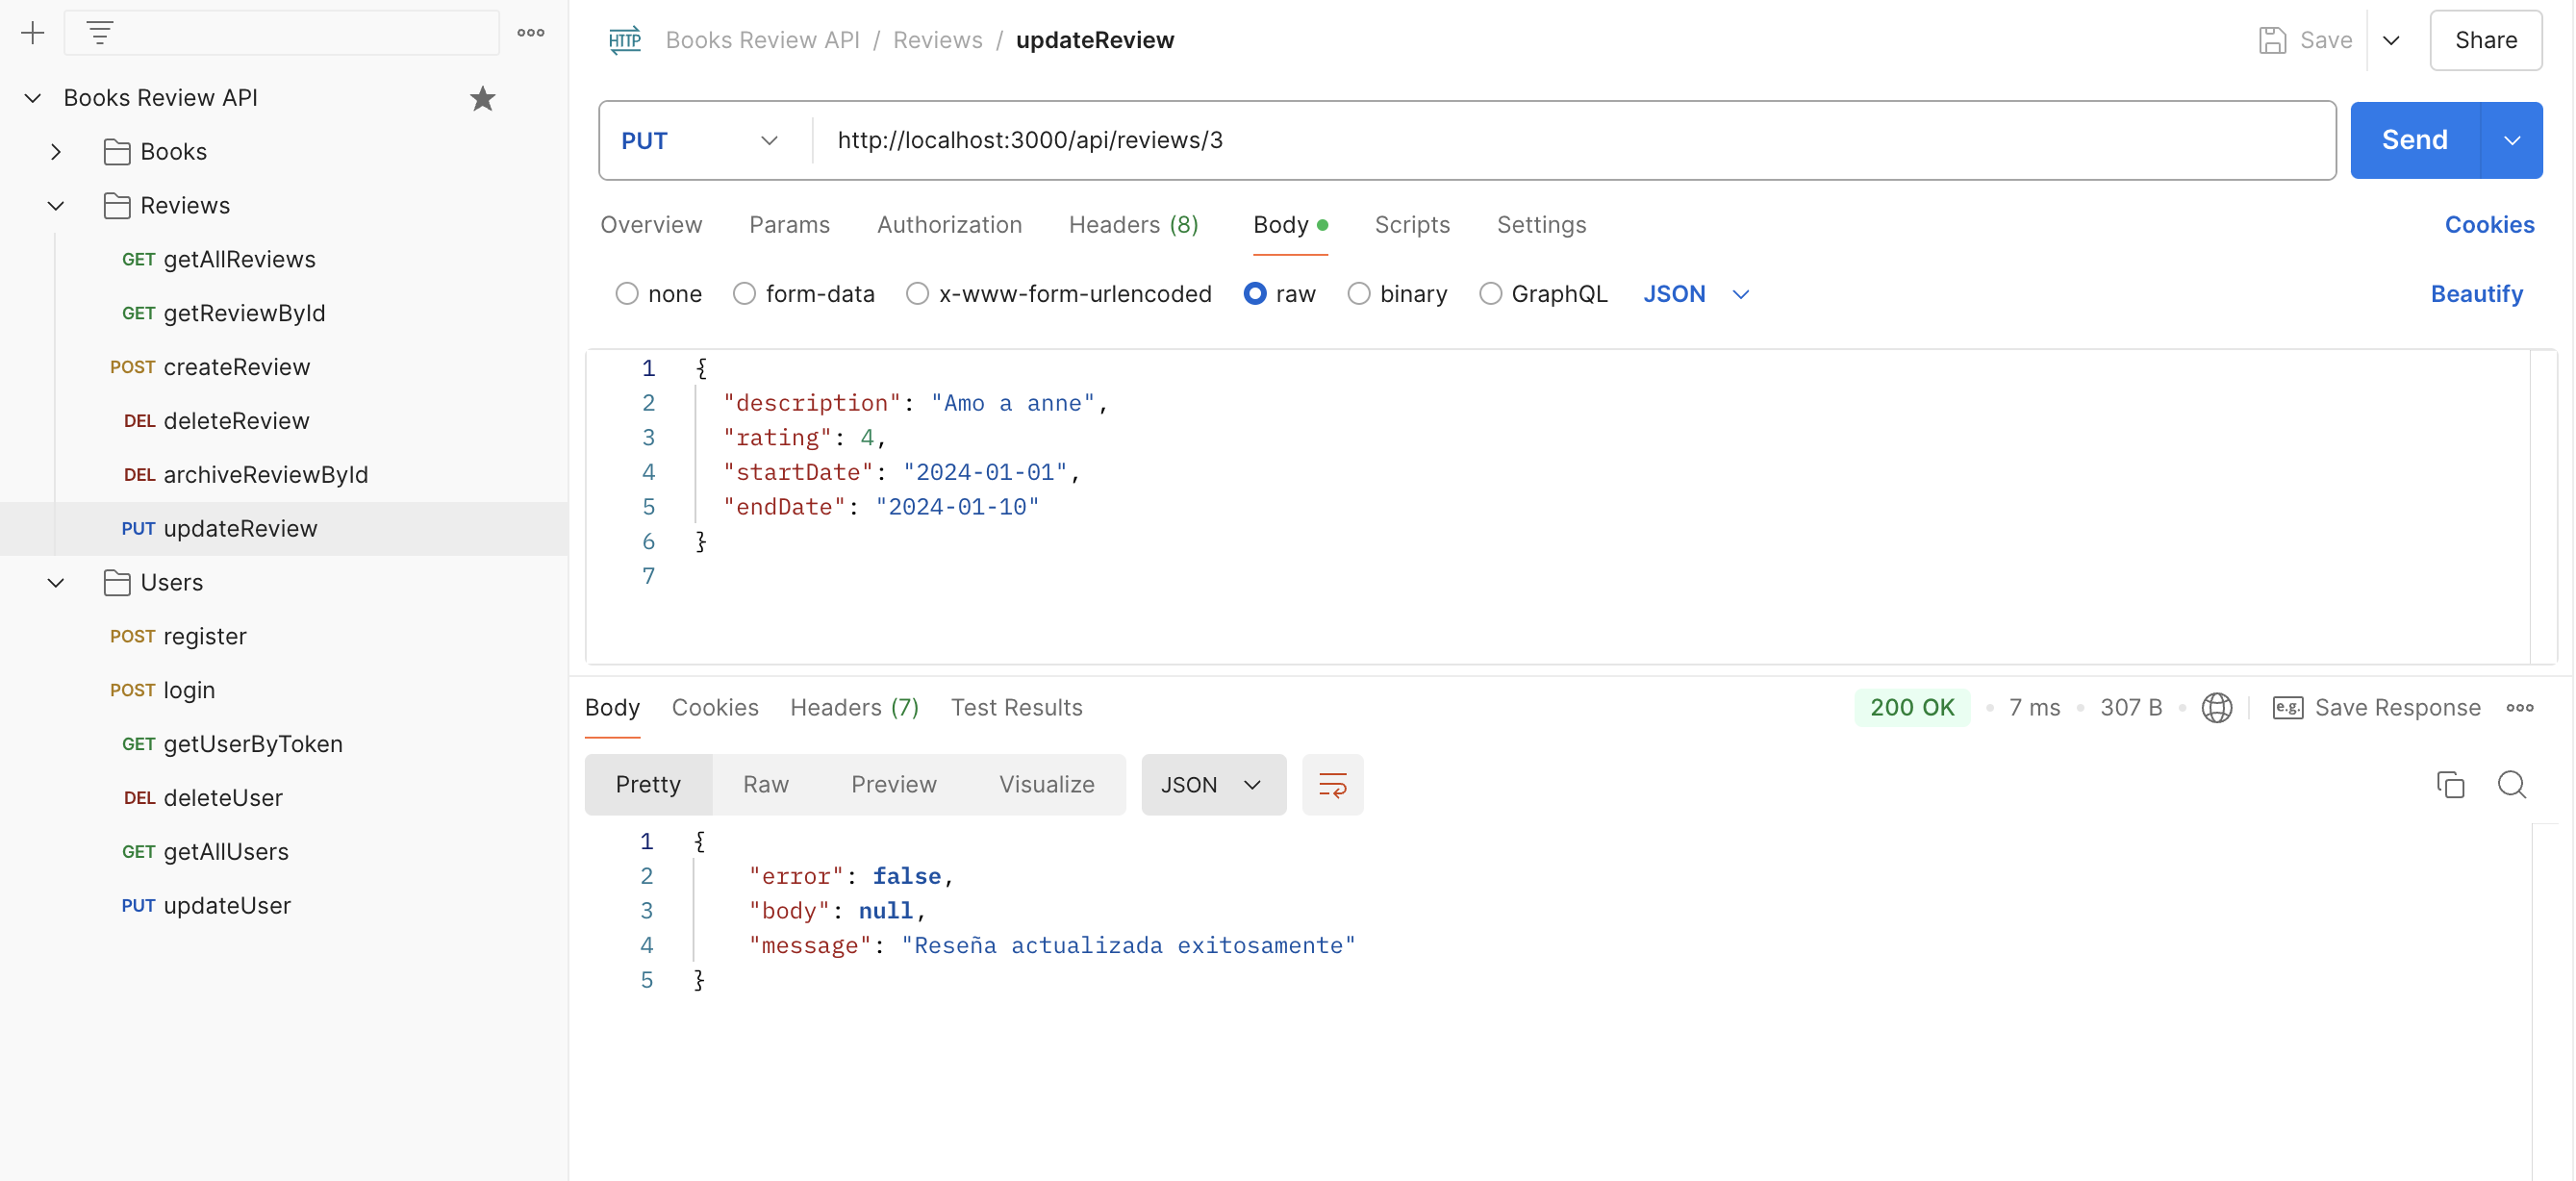 Books Review API
Books
Reviews
GET getAllReviews
GET getReviewById
POST createReview
DEL deleteReview
DEL archiveReviewById
PUT updateReview
Users
POST register
POST login
GET getUserByToken
DEL deleteUser
GET getAllUsers
PUT updateUser
HTTP Books Review API / Reviews / updateReview
Save
Share
PUT http://localhost:3000/api/reviews/3
Send
Overview Params Authorization Headers (8) Body Scripts Settings Cookies
none form-data x-www-form-urlencoded raw binary GraphQL JSON Beautify
1 {
2 "description": "Amo a anne",
3 "rating": 4,
4 "startDate": "2024-01-01",
5 "endDate": "2024-01-10"
6 }
7
Body Cookies Headers (7) Test Results 200 OK • 7 ms • 307 B • e.g. Save Response
Pretty Raw Preview Visualize JSON
1 {
2 "error": false,
3 "body": null,
4 "message": "Reseña actualizada exitosamente"
5 }